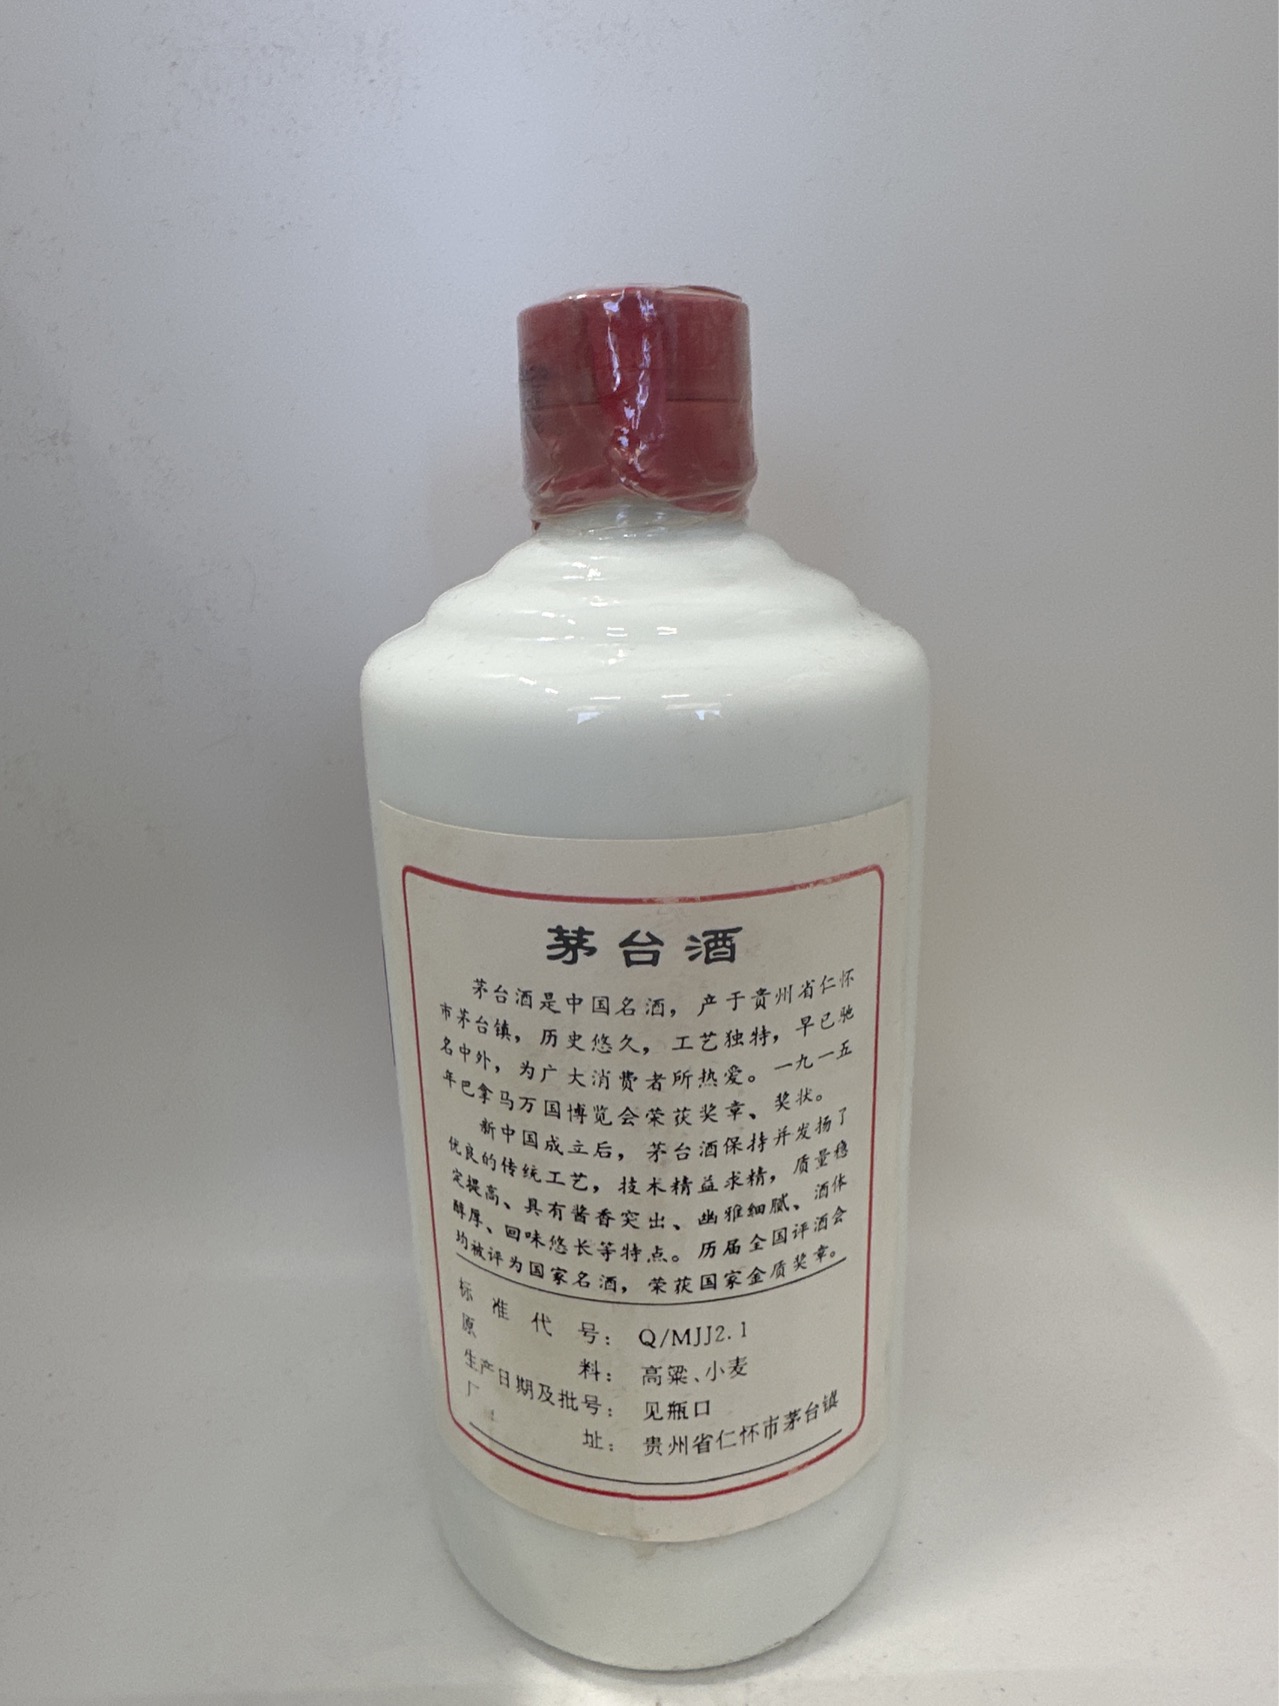 茅台酒
茅台酒是中国名酒，产于贵州省仁怀
市茅台镇，历史悠久，工艺独特，早已驰
名中外，为广大消费者所热爱。一九一五
年巴拿马万国博览会荣获奖章、奖状。
新中国成立后，茅台酒保持并发扬了
优良的传统工艺，技术精益求精，质量稳
定提高、具有酱香突出、幽雅细腻、酒体
醇厚、回味悠长等特点。历届全国评酒会
均被评为国家名酒，荣获国家金质奖章。
标准代号：Q/MJJ2.1
原料：高粱、小麦
生产日期及批号：见瓶口
厂址：贵州省仁怀市茅台镇